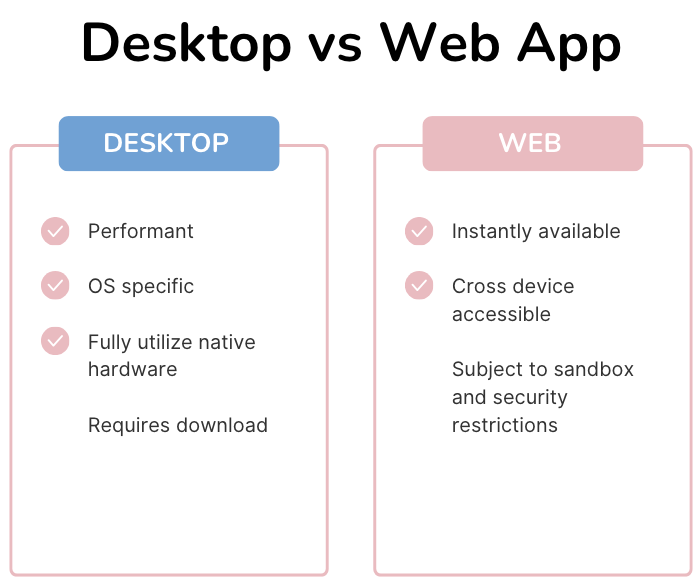 Desktop vs Web App
DESKTOP
Performant
OS specific
Fully utilize native
hardware
Requires download
WEB
Instantly available
Cross device
accessible
Subject to sandbox
and security
restrictions